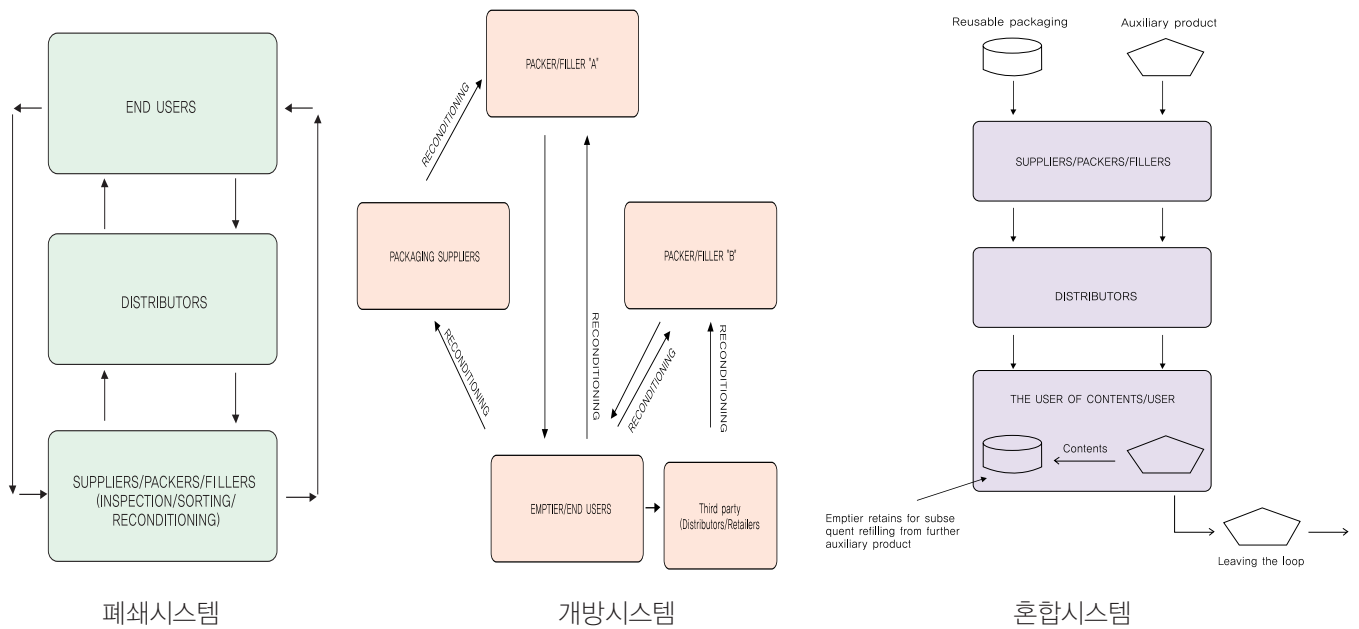 END USERS
DISTRIBUTORS
SUPPLIERS/PACKERS/FILLERS
(INSPECTION/SORTING/
RECONDITIONING)
폐쇄시스템
PACKER/FILLER "A"
RECONDITIONING
PACKAGING SUPPLIERS
PACKER/FILLER "B"
RECONDITIONING
RECONDITIONING
RECONDITIONING
RECONDITIONING
EMPTIER/END USERS
Third party
(Distributors/Retailers
개방시스템
Reusable packaging
Auxiliary product
SUPPLIERS/PACKERS/FILLERS
DISTRIBUTORS
THE USER OF CONTENTS/USER
Contents
Emptier retains for subse
quent refilling from further
auxiliary product
Leaving the loop
혼합시스템